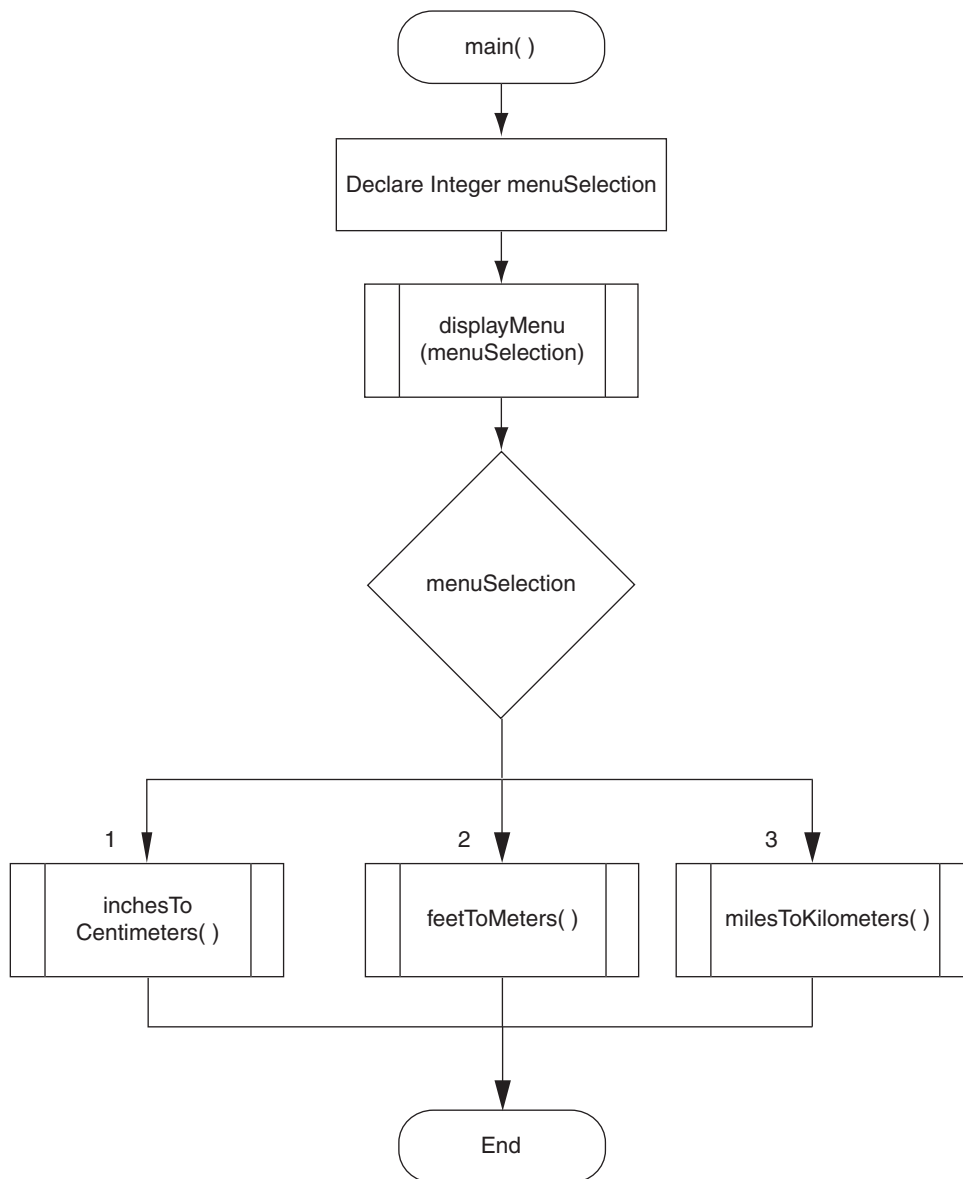 main( )
Declare Integer menuSelection
displayMenu
(menuSelection)
menuSelection
1
2
3
inchesTo
Centimeters( )
feetToMeters( )
milesToKilometers( )
End